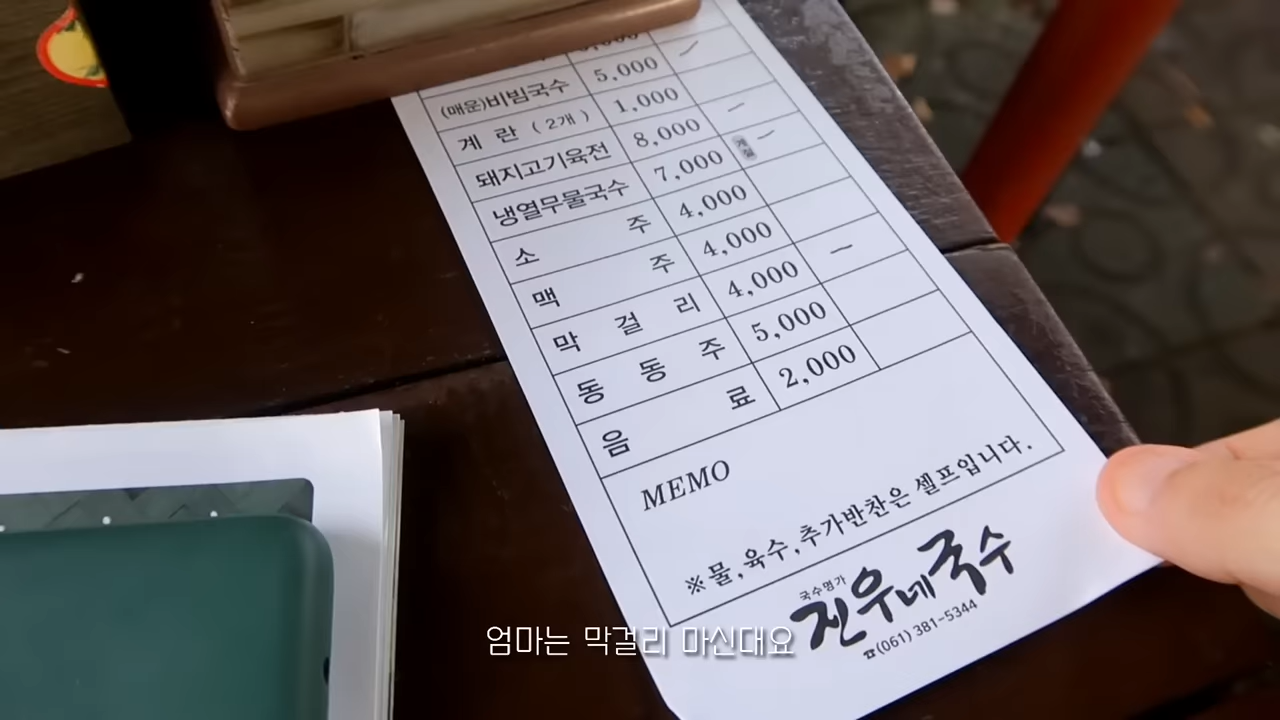 (매운)비빔국수 5,000 –
계 란 ( 2개 ) 1,000
돼지고기육전 8,000 –
냉열무물국수 7,000 –
소 주 4,000
맥 주 4,000
막 걸 리 4,000 –
동 동 주 5,000
음 료 2,000
MEMO
※물,육수,추가반찬은 셀프입니다.
국수명가
진우네국수
☎(061) 381-5344
엄마는 막걸리 마신대요